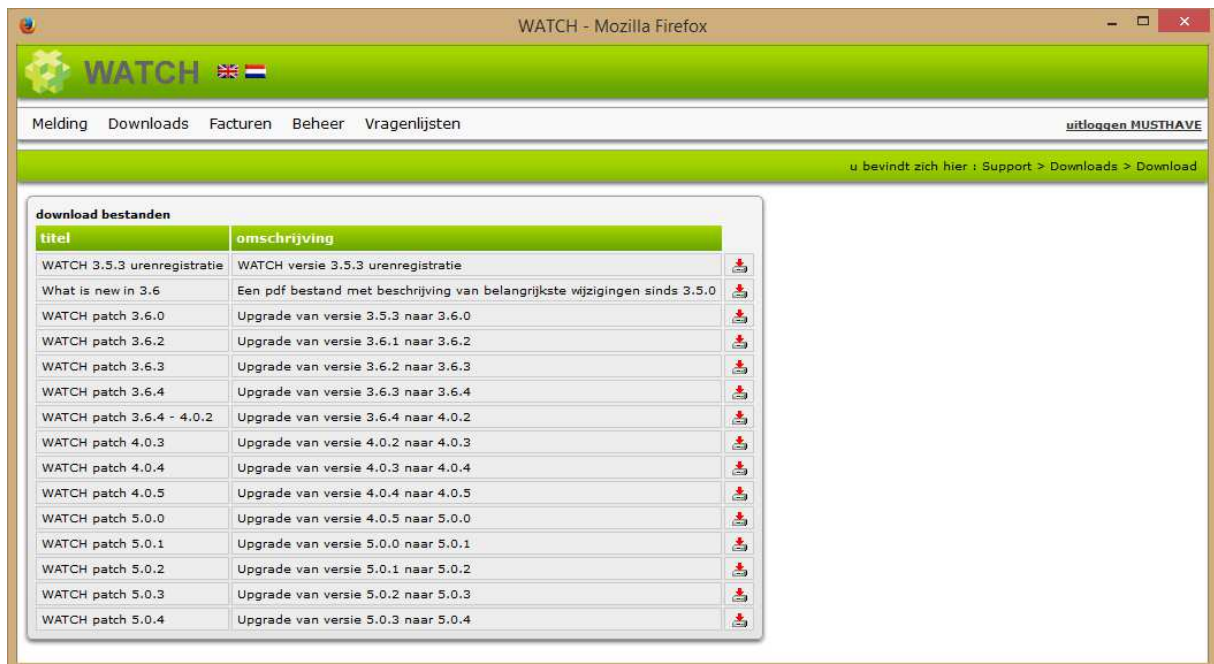 WATCH - Mozilla Firefox
WATCH
Melding Downloads Facturen Beheer Vragenlijsten uitloggen MUSTHAVE
u bevindt zich hier : Support > Downloads > Download
download bestanden
titel omschrijving
WATCH 3.5.3 urenregistratie WATCH versie 3.5.3 urenregistratie
What is new in 3.6 Een pdf bestand met beschrijving van belangrijkste wijzigingen sinds 3.5.0
WATCH patch 3.6.0 Upgrade van versie 3.5.3 naar 3.6.0
WATCH patch 3.6.2 Upgrade van versie 3.6.1 naar 3.6.2
WATCH patch 3.6.3 Upgrade van versie 3.6.2 naar 3.6.3
WATCH patch 3.6.4 Upgrade van versie 3.6.3 naar 3.6.4
WATCH patch 3.6.4 - 4.0.2 Upgrade van versie 3.6.4 naar 4.0.2
WATCH patch 4.0.3 Upgrade van versie 4.0.2 naar 4.0.3
WATCH patch 4.0.4 Upgrade van versie 4.0.3 naar 4.0.4
WATCH patch 4.0.5 Upgrade van versie 4.0.4 naar 4.0.5
WATCH patch 5.0.0 Upgrade van versie 4.0.5 naar 5.0.0
WATCH patch 5.0.1 Upgrade van versie 5.0.0 naar 5.0.1
WATCH patch 5.0.2 Upgrade van versie 5.0.1 naar 5.0.2
WATCH patch 5.0.3 Upgrade van versie 5.0.2 naar 5.0.3
WATCH patch 5.0.4 Upgrade van versie 5.0.3 naar 5.0.4